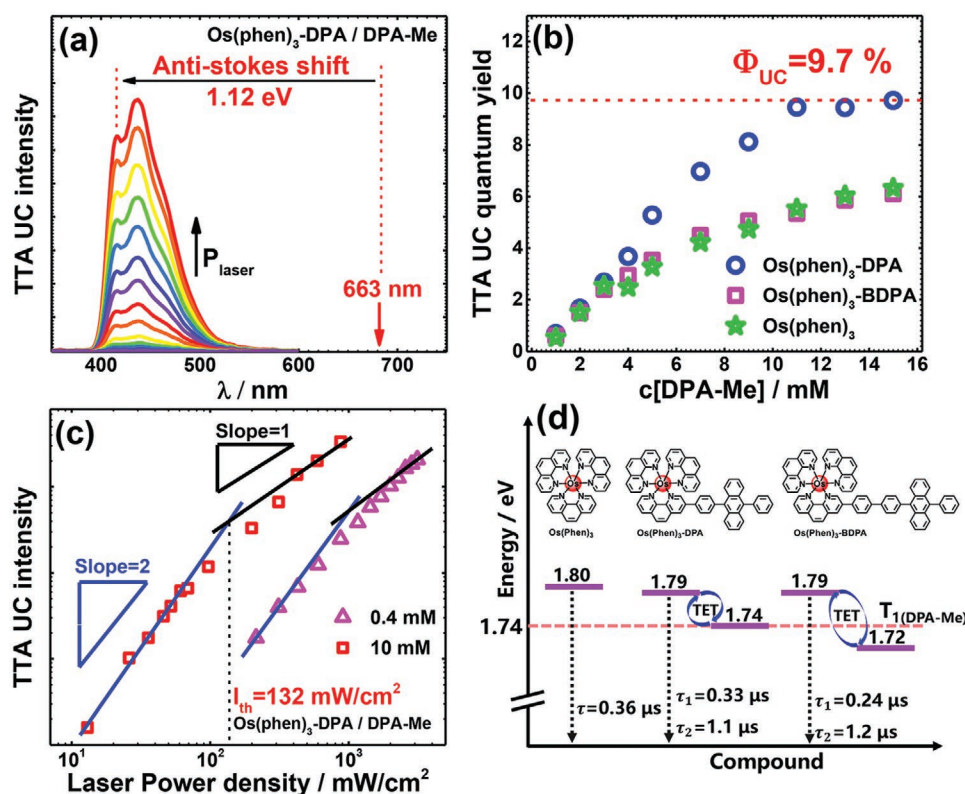 (a)
Os(phen)₃-DPA / DPA-Me
Anti-stokes shift
1.12 eV
P_laser
663 nm
TTA UC intensity
400 500 600 700
λ / nm
(b)
Φ_UC=9.7 %
TTA UC quantum yield
12
10
8
6
4
2
0
Os(phen)₃-DPA
Os(phen)₃-BDPA
Os(phen)₃
0 2 4 6 8 10 12 14 16
c[DPA-Me] / mM
(c)
Slope=1
Slope=2
0.4 mM
10 mM
I_th=132 mW/cm²
Os(phen)₃-DPA / DPA-Me
TTA UC intensity
10¹ 10² 10³
Laser Power density / mW/cm²
(d)
Energy / eV
N N N N N N Os
N N N N N N Os
N N N N N N Os
Os(Phen)₃
Os(Phen)₃-DPA
Os(Phen)₃-BDPA
1.80
1.79
1.79
TET
1.74
TET
T₁(DPA-Me)
1.74
1.72
τ=0.36 μs
τ₁=0.33 μs
τ₂=1.1 μs
τ₁=0.24 μs
τ₂=1.2 μs
Compound